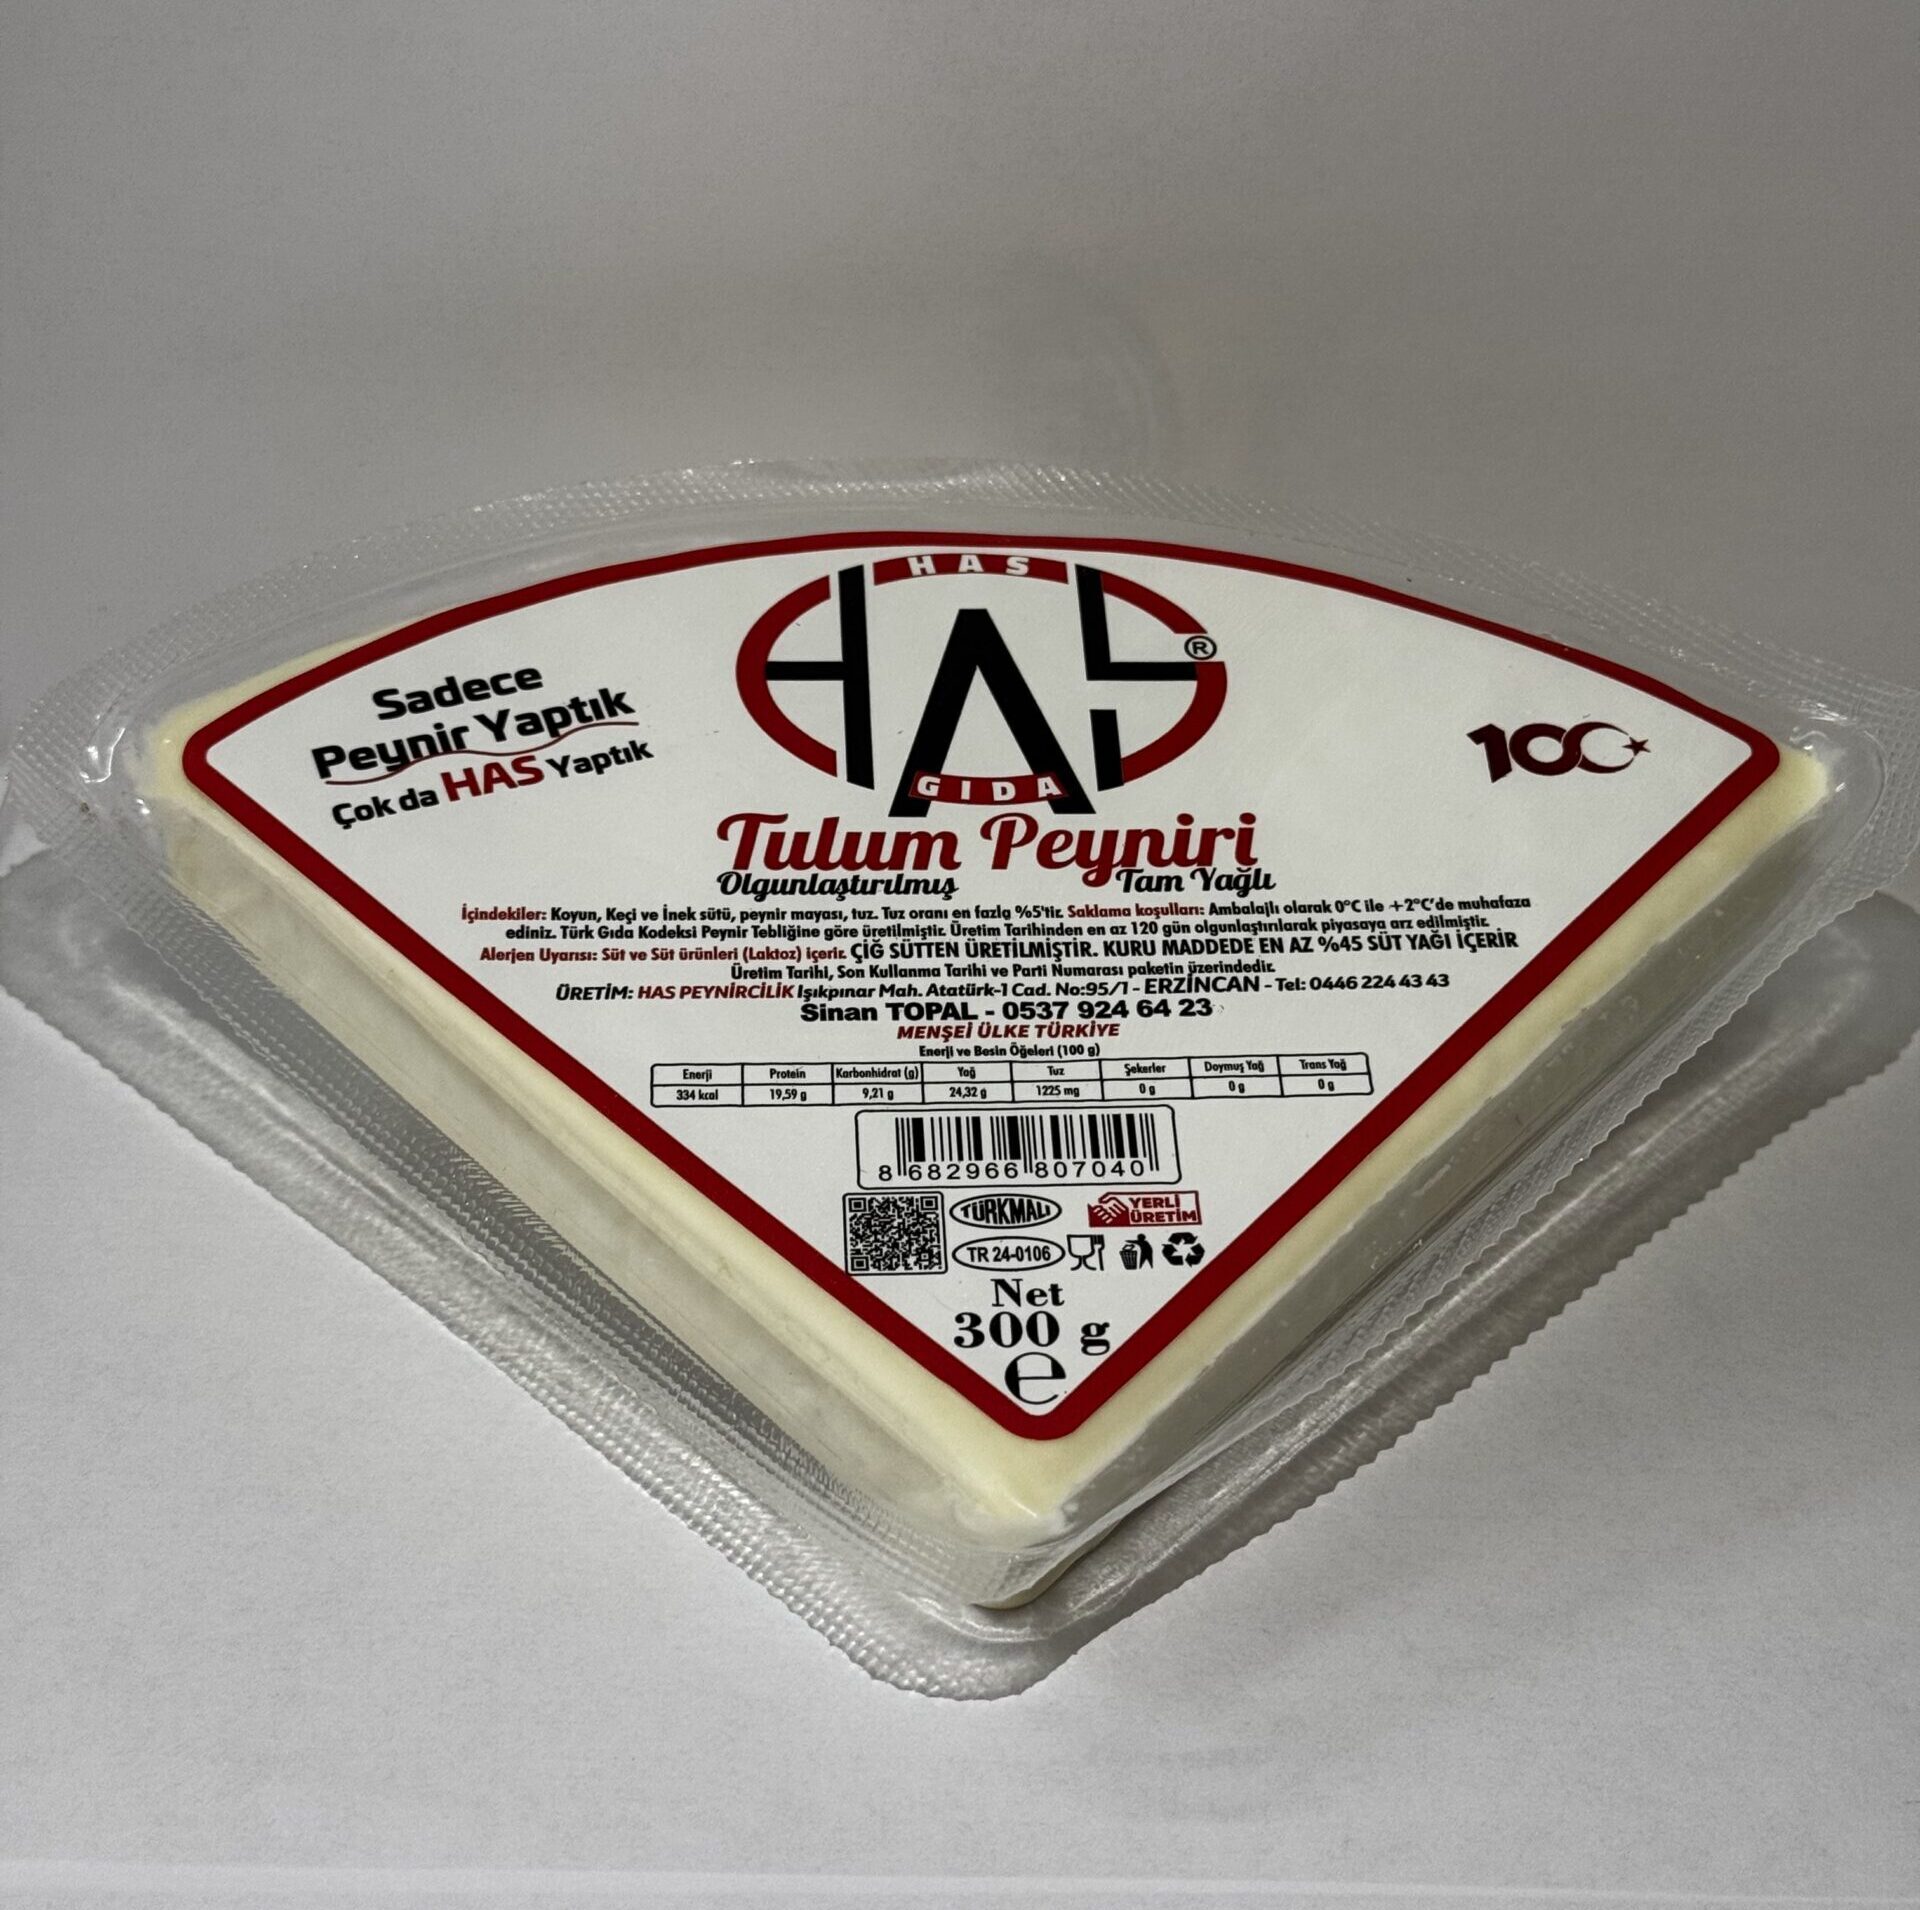 HAS
HAS
®
GIDA
Sadece
Peynir Yaptık
Çok da HAS Yaptık
100
Tulum Peyniri
Olgunlaştırılmış Tam Yağlı
İçindekiler: Koyun, Keçi ve İnek sütü, peynir mayası, tuz. Tuz oranı en fazla %5'tir. Saklama koşulları: Ambalajlı olarak 0°C ile +2°C'de muhafaza
ediniz. Türk Gıda Kodeksi Peynir Tebliğine göre üretilmiştir. Üretim Tarihinden en az 120 gün olgunlaştırılarak piyasaya arz edilmiştir.
Alerjen Uyarısı: Süt ve Süt ürünleri (Laktoz) içerir. ÇİĞ SÜTTEN ÜRETİLMİŞTİR. KURU MADDEDE EN AZ %45 SÜT YAĞI İÇERİR
Üretim Tarihi, Son Kullanma Tarihi ve Parti Numarası paketin üzerindedir.
ÜRETİM: HAS PEYNİRCİLİK Işıkpınar Mah. Atatürk-1 Cad. No:95/1 - ERZİNCAN - Tel: 0446 224 43 43
Sinan TOPAL - 0537 924 64 23
MENŞEİ ÜLKE TÜRKİYE
Enerji ve Besin Öğeleri (100 g)
Enerji Protein Karbonhidrat (g) Yağ Tuz Şekerler Doymuş Yağ Trans Yağ
334 kcal 19,59 g 9,21 g 24,32 g 1225 mg 0 g 0 g 0 g
8 682966 807040
TÜRKMALI
YERLİ
ÜRETİM
TR 24-0106
Net
300 g
e